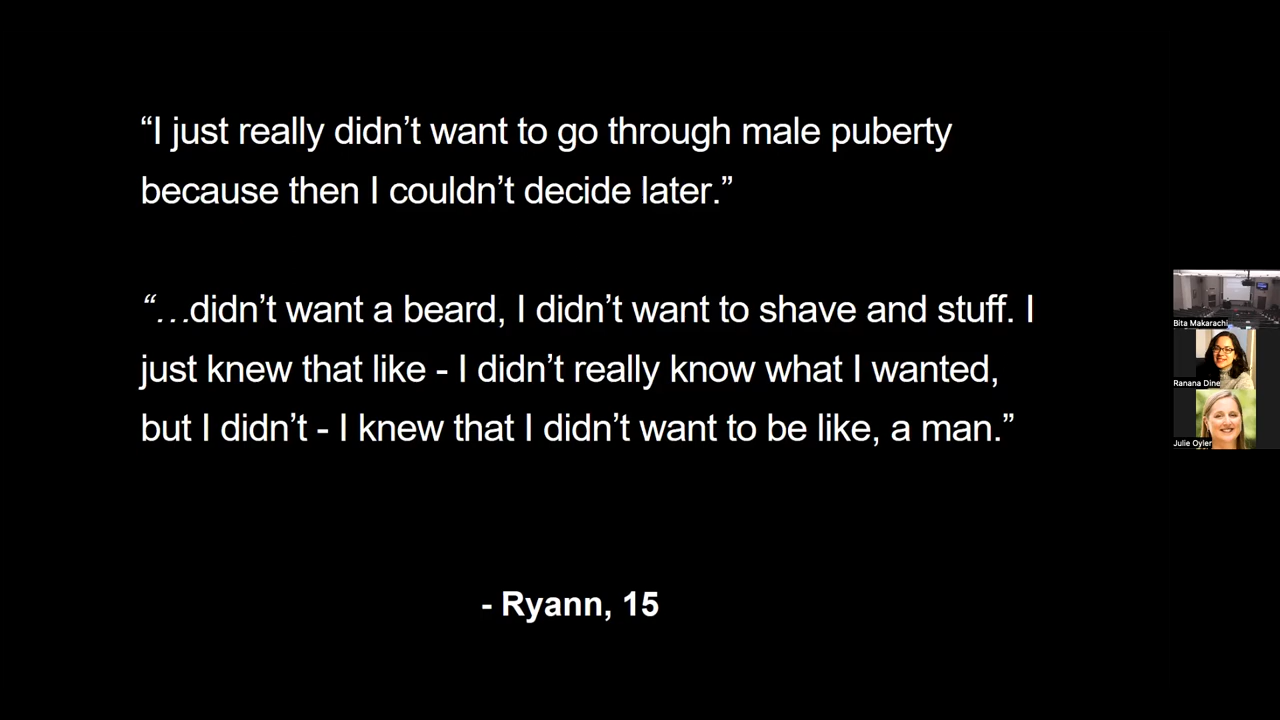 “I just really didn’t want to go through male puberty
because then I couldn’t decide later.”
“…didn’t want a beard, I didn’t want to shave and stuff. I
just knew that like - I didn’t really know what I wanted,
but I didn’t - I knew that I didn’t want to be like, a man.”
- Ryann, 15
Bita Makarachi
Ranana Dine
Julie Oyler